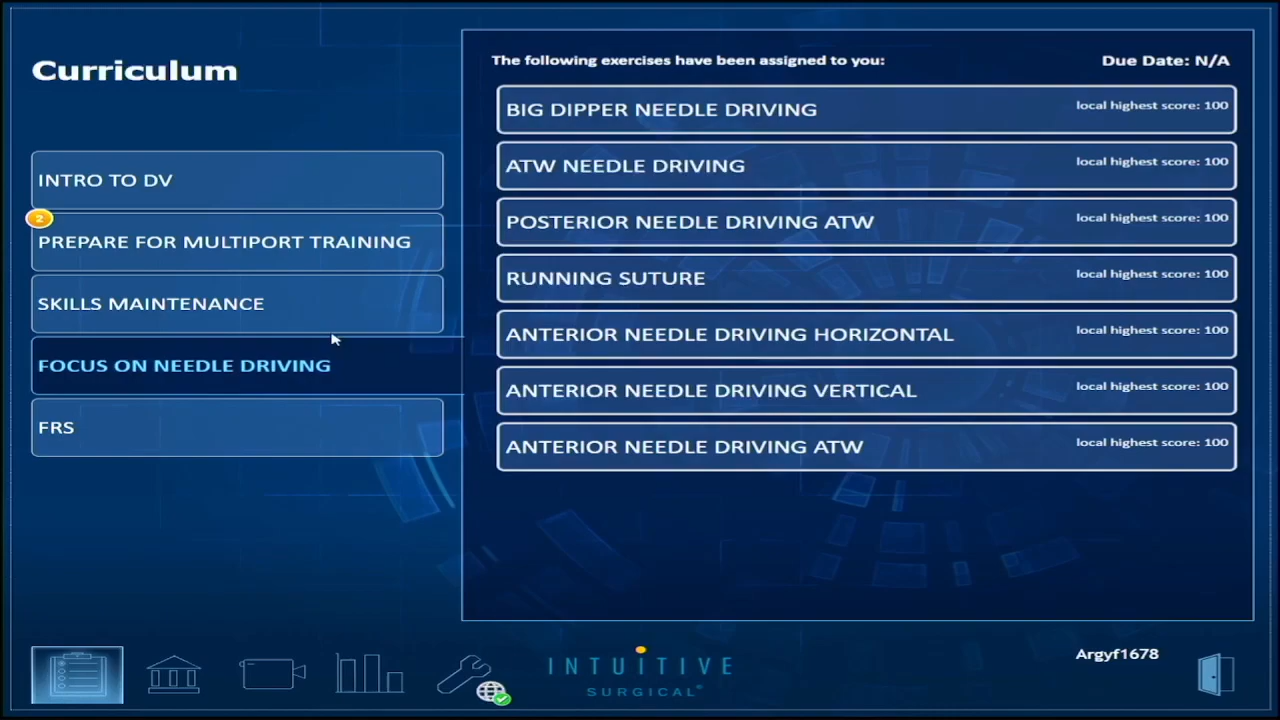 Curriculum
INTRO TO DV
2
PREPARE FOR MULTIPORT TRAINING
SKILLS MAINTENANCE
FOCUS ON NEEDLE DRIVING
FRS
The following exercises have been assigned to you: Due Date: N/A
BIG DIPPER NEEDLE DRIVING local highest score: 100
ATW NEEDLE DRIVING local highest score: 100
POSTERIOR NEEDLE DRIVING ATW local highest score: 100
RUNNING SUTURE local highest score: 100
ANTERIOR NEEDLE DRIVING HORIZONTAL local highest score: 100
ANTERIOR NEEDLE DRIVING VERTICAL local highest score: 100
ANTERIOR NEEDLE DRIVING ATW local highest score: 100
INTUITIVE
SURGICAL®
Argyf1678